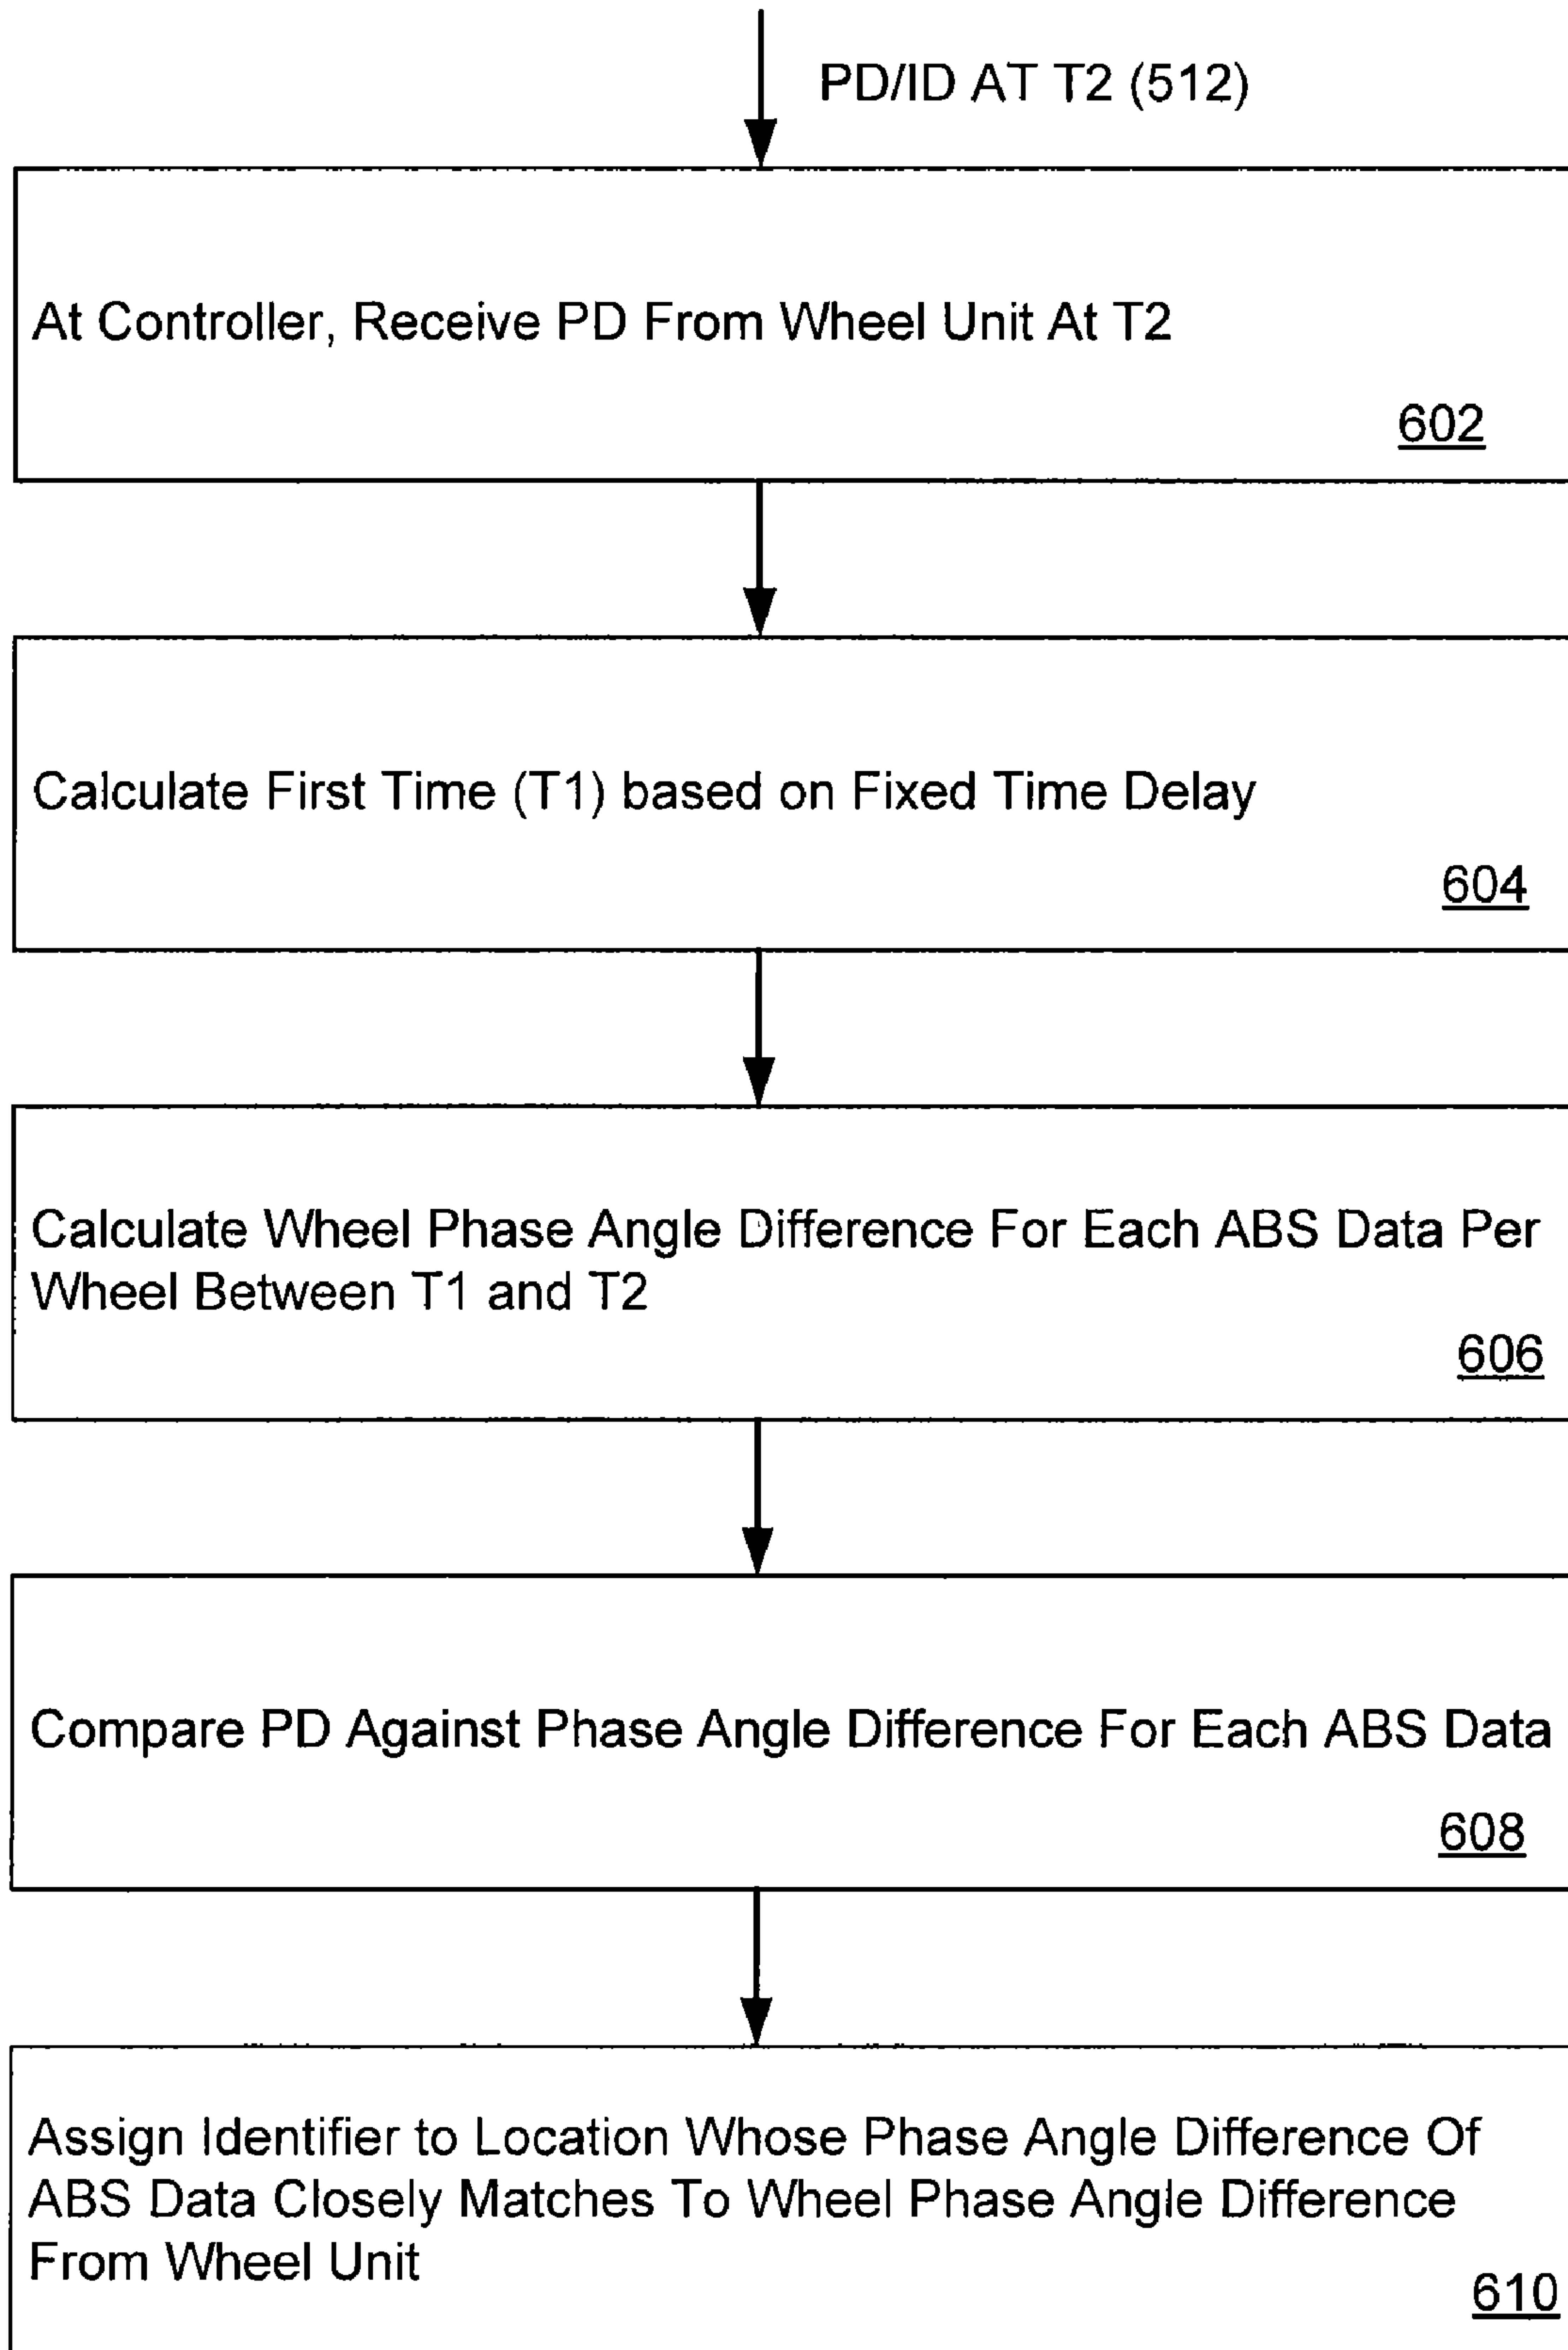 PD/ID AT T2 (512)
At Controller, Receive PD From Wheel Unit At T2
602
Calculate First Time (T1) based on Fixed Time Delay
604
Calculate Wheel Phase Angle Difference For Each ABS Data Per
Wheel Between T1 and T2
606
Compare PD Against Phase Angle Difference For Each ABS Data
608
Assign Identifier to Location Whose Phase Angle Difference Of
ABS Data Closely Matches To Wheel Phase Angle Difference
From Wheel Unit
610